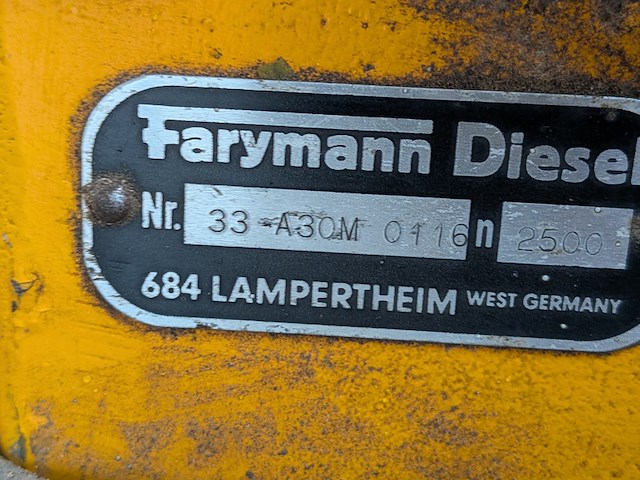 Farymann Diesel
Nr. 33-A30M 0116 n 2500
684 LAMPERTHEIM WEST GERMANY